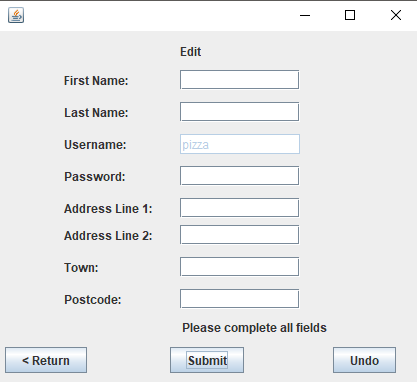 Edit
First Name:
Last Name:
Username: pizza
Password:
Address Line 1:
Address Line 2:
Town:
Postcode:
Please complete all fields
< Return Submit Undo